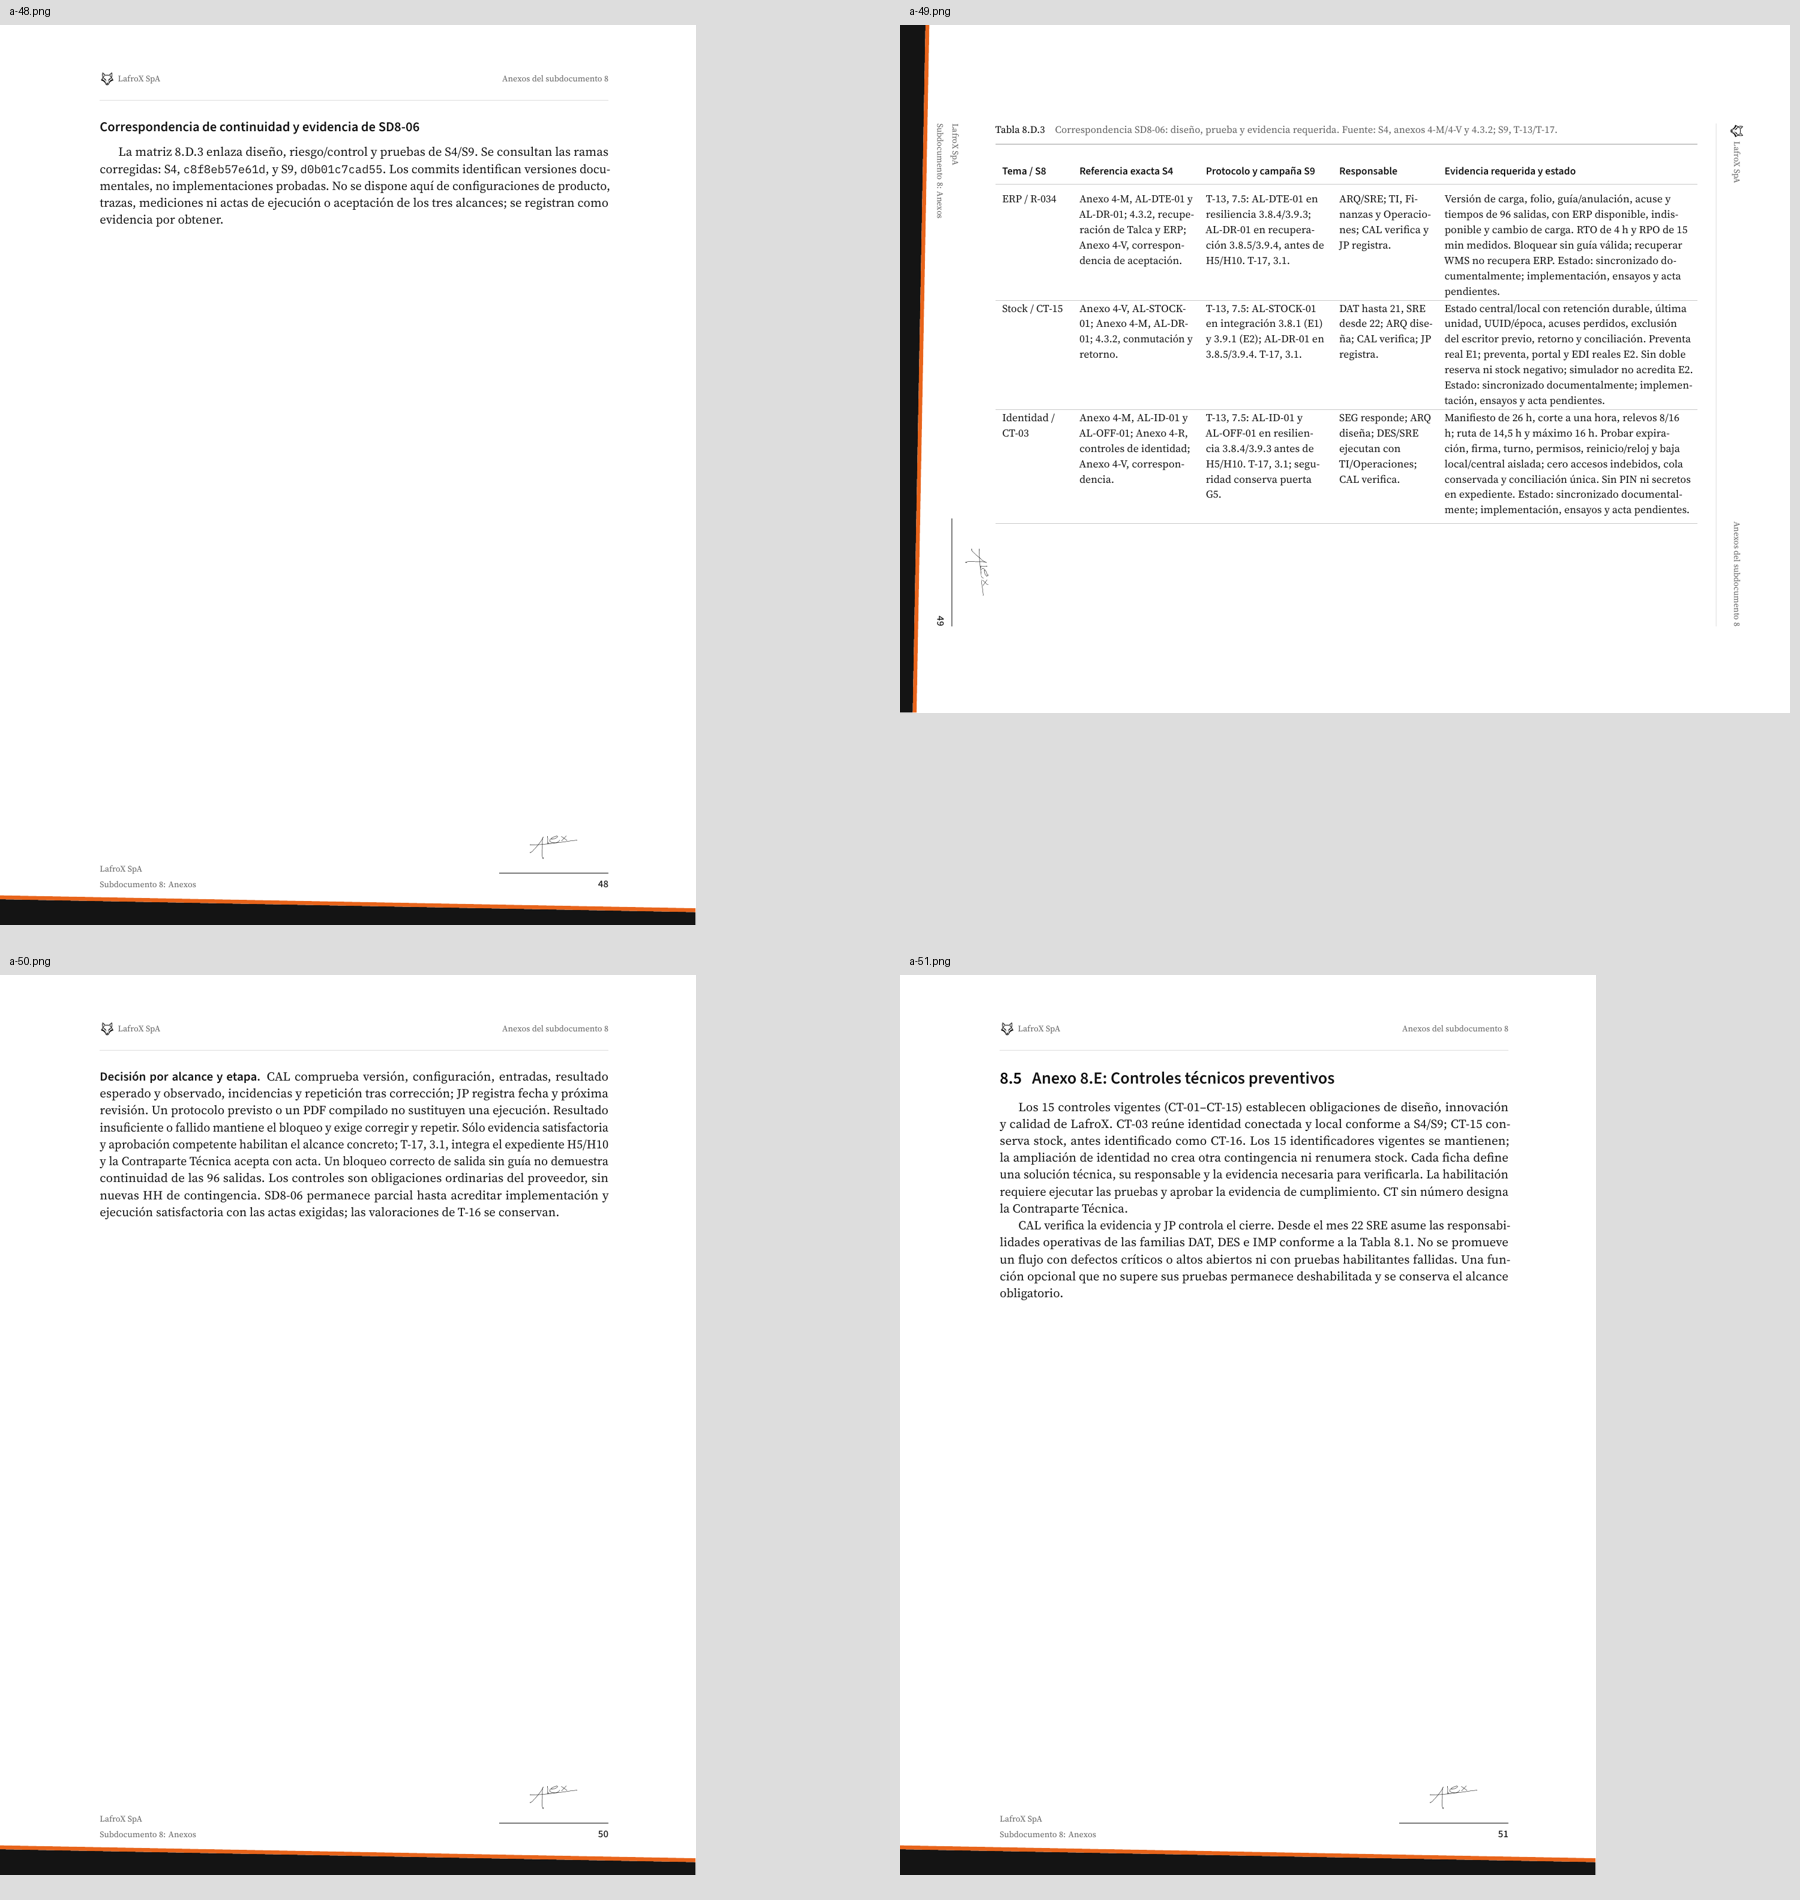 a-48.png
LafroX SpA
Anexos del subdocumento 8
Correspondencia de continuidad y evidencia de SD8-06
La matriz 8.D.3 enlaza diseño, riesgo/control y pruebas de S4/S9. Se consultan las ramas
corregidas: S4, c8f8eb57e61d, y S9, d0b01c7cad55. Los commits identifican versiones docu-
mentales, no implementaciones probadas. No se dispone aquí de configuraciones de producto,
trazas, mediciones ni actas de ejecución o aceptación de los tres alcances; se registran como
evidencia por obtener.
Alex
LafroX SpA
Subdocumento 8: Anexos
48
a-49.png
LafroX SpA
Anexos del subdocumento 8
Tabla 8.D.3 Correspondencia SD8-06: diseño, prueba y evidencia requerida. Fuente: S4, anexos 4-M/4-V y 4.3.2; S9, T-13/T-17.
Tema / S8
Referencia exacta S4
Protocolo y campaña S9
Responsable
Evidencia requerida y estado
ERP / R-034
Anexo 4-M, AL-DTE-01 y
AL-DR-01; 4.3.2, recupe-
ración de Talca y ERP;
Anexo 4-V, correspon-
dencia de aceptación.
T-13, 7.5: AL-DTE-01 en
resiliencia 3.8.4/3.9.3;
AL-DR-01 en recupera-
ción 3.8.5/3.9.4, antes de
H5/H10. T-17, 3.1.
ARQ/SRE; TI, Fi-
nanzas y Operacio-
nes; CAL verifica y
JP registra.
Versión de carga, folio, guía/anulación, acuse y
tiempos de 96 salidas, con ERP disponible, indis-
ponible y cambio de carga. RTO de 4 h y RPO de 15
min medidos. Bloquear sin guía válida; recuperar
WMS no recupera ERP. Estado: sincronizado do-
cumentalmente; implementación, ensayos y acta
pendientes.
Stock / CT-15
Anexo 4-V, AL-STOCK-
01; Anexo 4-M, AL-DR-
01; 4.3.2, conmutación y
retorno.
T-13, 7.5: AL-STOCK-01
en integración 3.8.1 (E1)
y 3.9.1 (E2); AL-DR-01 en
3.8.5/3.9.4. T-17, 3.1.
DAT hasta 21, SRE
desde 22; ARQ dise-
ña; CAL verifica; JP
registra.
Estado central/local con retención durable, última
unidad, UUID/época, acuses perdidos, exclusión
del escritor previo, retorno y conciliación. Preventa
real E1; preventa, portal y EDI reales E2. Sin doble
reserva ni stock negativo; simulador no acredita E2.
Estado: sincronizado documentalmente; implemen-
tación, ensayos y acta pendientes.
Identidad /
CT-03
Anexo 4-M, AL-ID-01 y
AL-OFF-01; Anexo 4-R,
controles de identidad;
Anexo 4-V, correspon-
dencia.
T-13, 7.5: AL-ID-01 y
AL-OFF-01 en resilien-
cia 3.8.4/3.9.3 antes de
H5/H10. T-17, 3.1; segu-
ridad conserva puerta
G5.
SEG responde; ARQ
diseña; DES/SRE
ejecutan con
TI/Operaciones;
CAL verifica.
Manifiesto de 26 h, corte a una hora, relevos 8/16
h; ruta de 14,5 h y máximo 16 h. Probar expira-
ción, firma, turno, permisos, reinicio/reloj y baja
local/central aislada; cero accesos indebidos, cola
conservada y conciliación única. Sin PIN ni secretos
en expediente. Estado: sincronizado documental-
mente; implementación, ensayos y acta pendientes.
Alex
LafroX SpA
Subdocumento 8: Anexos
49
a-50.png
LafroX SpA
Anexos del subdocumento 8
Decisión por alcance y etapa. CAL comprueba versión, configuración, entradas, resultado
esperado y observado, incidencias y repetición tras corrección; JP registra fecha y próxima
revisión. Un protocolo previsto o un PDF compilado no sustituyen una ejecución. Resultado
insuficiente o fallido mantiene el bloqueo y exige corregir y repetir. Sólo evidencia satisfactoria
y aprobación competente habilitan el alcance concreto; T-17, 3.1, integra el expediente H5/H10
y la Contraparte Técnica acepta con acta. Un bloqueo correcto de salida sin guía no demuestra
continuidad de las 96 salidas. Los controles son obligaciones ordinarias del proveedor, sin
nuevas HH de contingencia. SD8-06 permanece parcial hasta acreditar implementación y
ejecución satisfactoria con las actas exigidas; las valoraciones de T-16 se conservan.
Alex
LafroX SpA
Subdocumento 8: Anexos
50
a-51.png
LafroX SpA
Anexos del subdocumento 8
8.5 Anexo 8.E: Controles técnicos preventivos
Los 15 controles vigentes (CT-01–CT-15) establecen obligaciones de diseño, innovación
y calidad de LafroX. CT-03 reúne identidad conectada y local conforme a S4/S9; CT-15 con-
serva stock, antes identificado como CT-16. Los 15 identificadores vigentes se mantienen;
la ampliación de identidad no crea otra contingencia ni renumera stock. Cada ficha define
una solución técnica, su responsable y la evidencia necesaria para verificarla. La habilitación
requiere ejecutar las pruebas y aprobar la evidencia de cumplimiento. CT sin número designa
la Contraparte Técnica.
CAL verifica la evidencia y JP controla el cierre. Desde el mes 22 SRE asume las responsabi-
lidades operativas de las familias DAT, DES e IMP conforme a la Tabla 8.1. No se promueve
un flujo con defectos críticos o altos abiertos ni con pruebas habilitantes fallidas. Una fun-
ción opcional que no supere sus pruebas permanece deshabilitada y se conserva el alcance
obligatorio.
Alex
LafroX SpA
Subdocumento 8: Anexos
51